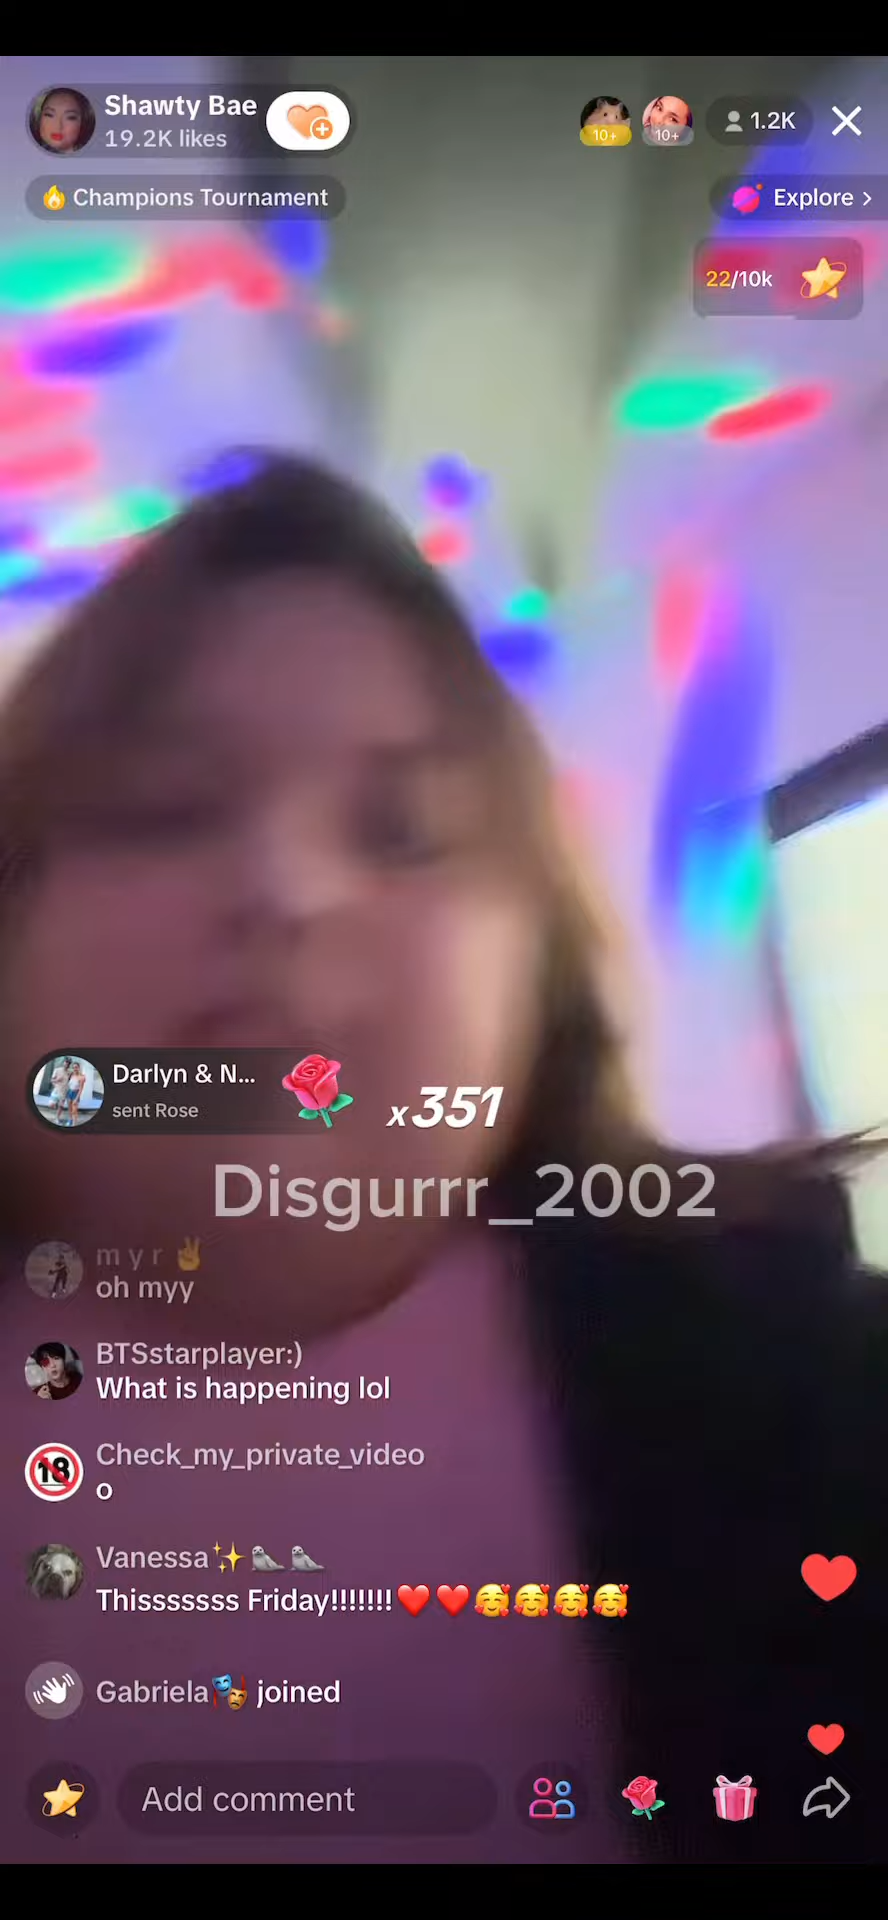 Shawty Bae
19.2K likes
10+
10+
1.2K
🔥 Champions Tournament
Explore >
22/10k
Darlyn & N...
sent Rose
x351
Disgurrr_2002
m y r ✌️
oh myy
BTSstarplayer:)
What is happening lol
18
Check_my_private_video
o
Vanessa✨🦭🦭
Thisssssss Friday!!!!!!!❤️❤️🥰🥰🥰🥰
Gabriela🎭 joined
Add comment